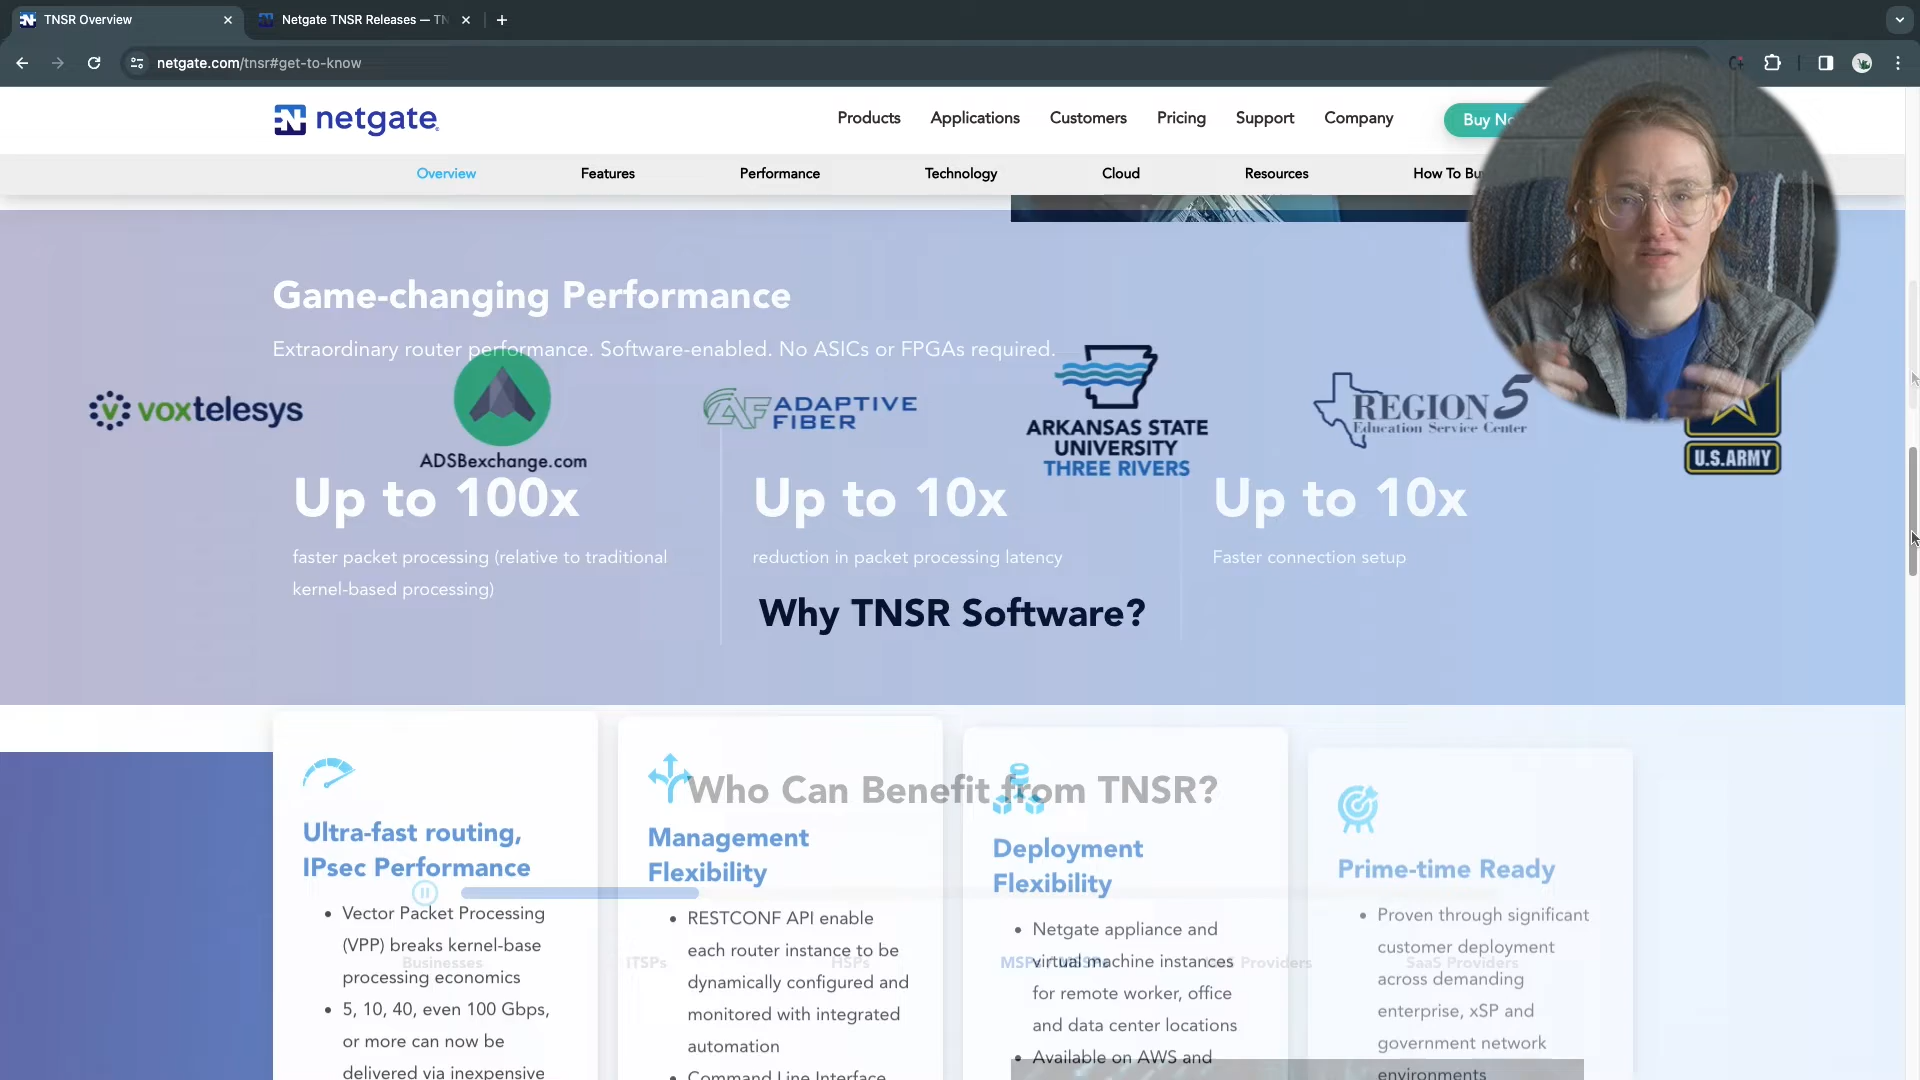 TNSR Overview
Netgate TNSR Releases — TN
netgate.com/tnsr#get-to-know
netgate
Products Applications Customers Pricing Support Company
Overview Features Performance Technology Cloud Resources How To Bu
Game-changing Performance
Extraordinary router performance. Software-enabled. No ASICs or FPGAs required.
voxtelesys
ADSBexchange.com
ADAPTIVE
FIBER
ARKANSAS STATE
UNIVERSITY
THREE RIVERS
REGION 5
Education Service Center
U.S.ARMY
Up to 100x
faster packet processing (relative to traditional
kernel-based processing)
Up to 10x
reduction in packet processing latency
Up to 10x
Faster connection setup
Why TNSR Software?
Who Can Benefit from TNSR?
Ultra-fast routing,
IPsec Performance
• Vector Packet Processing
(VPP) breaks kernel-base
processing economics
• 5, 10, 40, even 100 Gbps,
or more can now be
delivered via inexpensive
Management
Flexibility
• RESTCONF API enable
each router instance to be
dynamically configured and
monitored with integrated
automation
• Command Line Interface
Deployment
Flexibility
• Netgate appliance and
virtual machine instances
for remote worker, office
and data center locations
• Available on AWS and
Prime-time Ready
• Proven through significant
customer deployment
across demanding
enterprise, xSP and
government network
environments
Businesses
ITSPs
HSPs
SaaS Providers